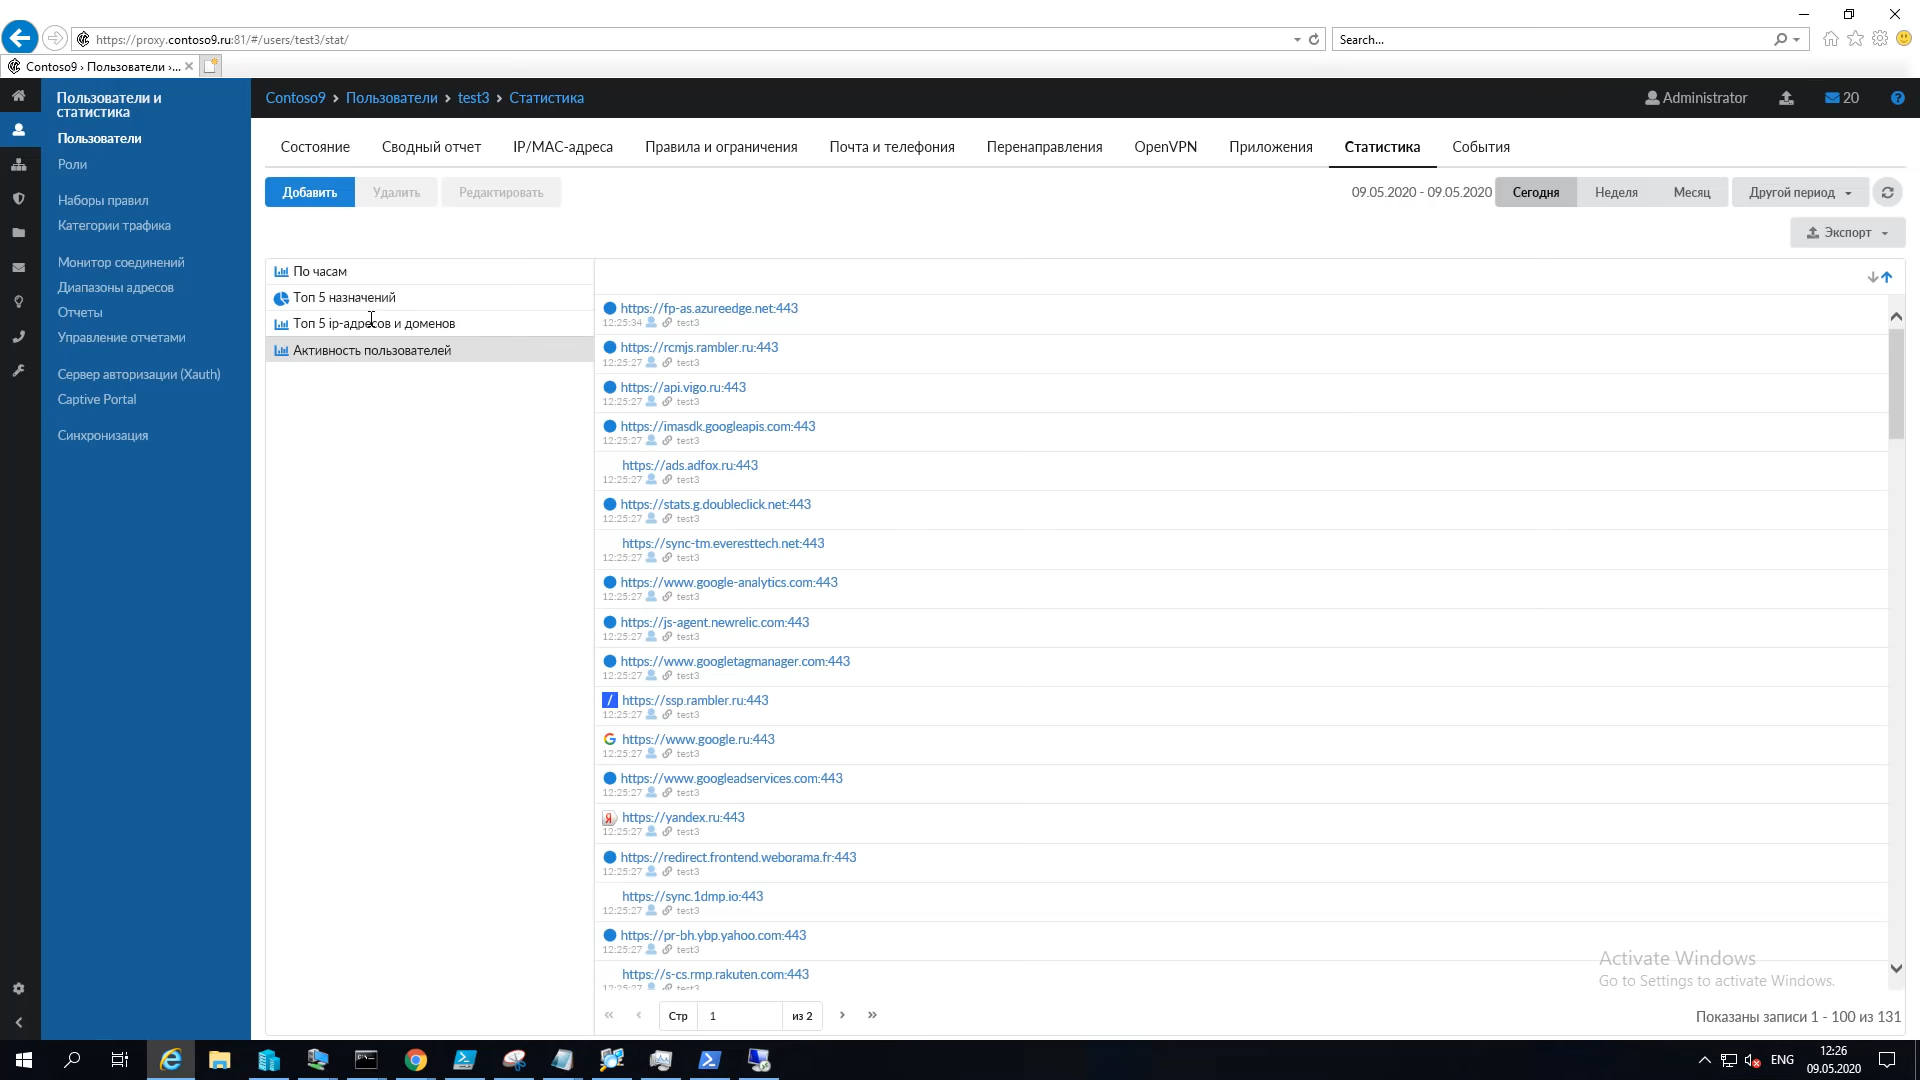 https://proxy.contoso9.ru:81/#/users/test3/stat/
Search...
Contoso9 › Пользователи ›...
Пользователи и
статистика
Пользователи
Роли
Наборы правил
Категории трафика
Монитор соединений
Диапазоны адресов
Отчеты
Управление отчетами
Сервер авторизации (Xauth)
Captive Portal
Синхронизация
Contoso9 › Пользователи › test3 › Статистика
Administrator
20
?
Состояние Сводный отчет IP/MAC-адреса Правила и ограничения Почта и телефония Перенаправления OpenVPN Приложения Статистика События
Добавить Удалить Редактировать
09.05.2020 - 09.05.2020 Сегодня Неделя Месяц Другой период
Экспорт
По часам
Топ 5 назначений
Топ 5 ip-адресов и доменов
Активность пользователей
https://fp-as.azureedge.net:443
12:25:34 test3
https://rcmjs.rambler.ru:443
12:25:27 test3
https://api.vigo.ru:443
12:25:27 test3
https://imasdk.googleapis.com:443
12:25:27 test3
https://ads.adfox.ru:443
12:25:27 test3
https://stats.g.doubleclick.net:443
12:25:27 test3
https://sync-tm.everesttech.net:443
12:25:27 test3
https://www.google-analytics.com:443
12:25:27 test3
https://js-agent.newrelic.com:443
12:25:27 test3
https://www.googletagmanager.com:443
12:25:27 test3
https://ssp.rambler.ru:443
12:25:27 test3
https://www.google.ru:443
12:25:27 test3
https://www.googleadservices.com:443
12:25:27 test3
https://yandex.ru:443
12:25:27 test3
https://redirect.frontend.weborama.fr:443
12:25:27 test3
https://sync.1dmp.io:443
12:25:27 test3
https://pr-bh.ybp.yahoo.com:443
12:25:27 test3
https://s-cs.rmp.rakuten.com:443
12:25:27 test3
Activate Windows
Go to Settings to activate Windows.
« ‹ Стр 1 из 2 › »
Показаны записи 1 - 100 из 131
ENG
12:26
09.05.2020